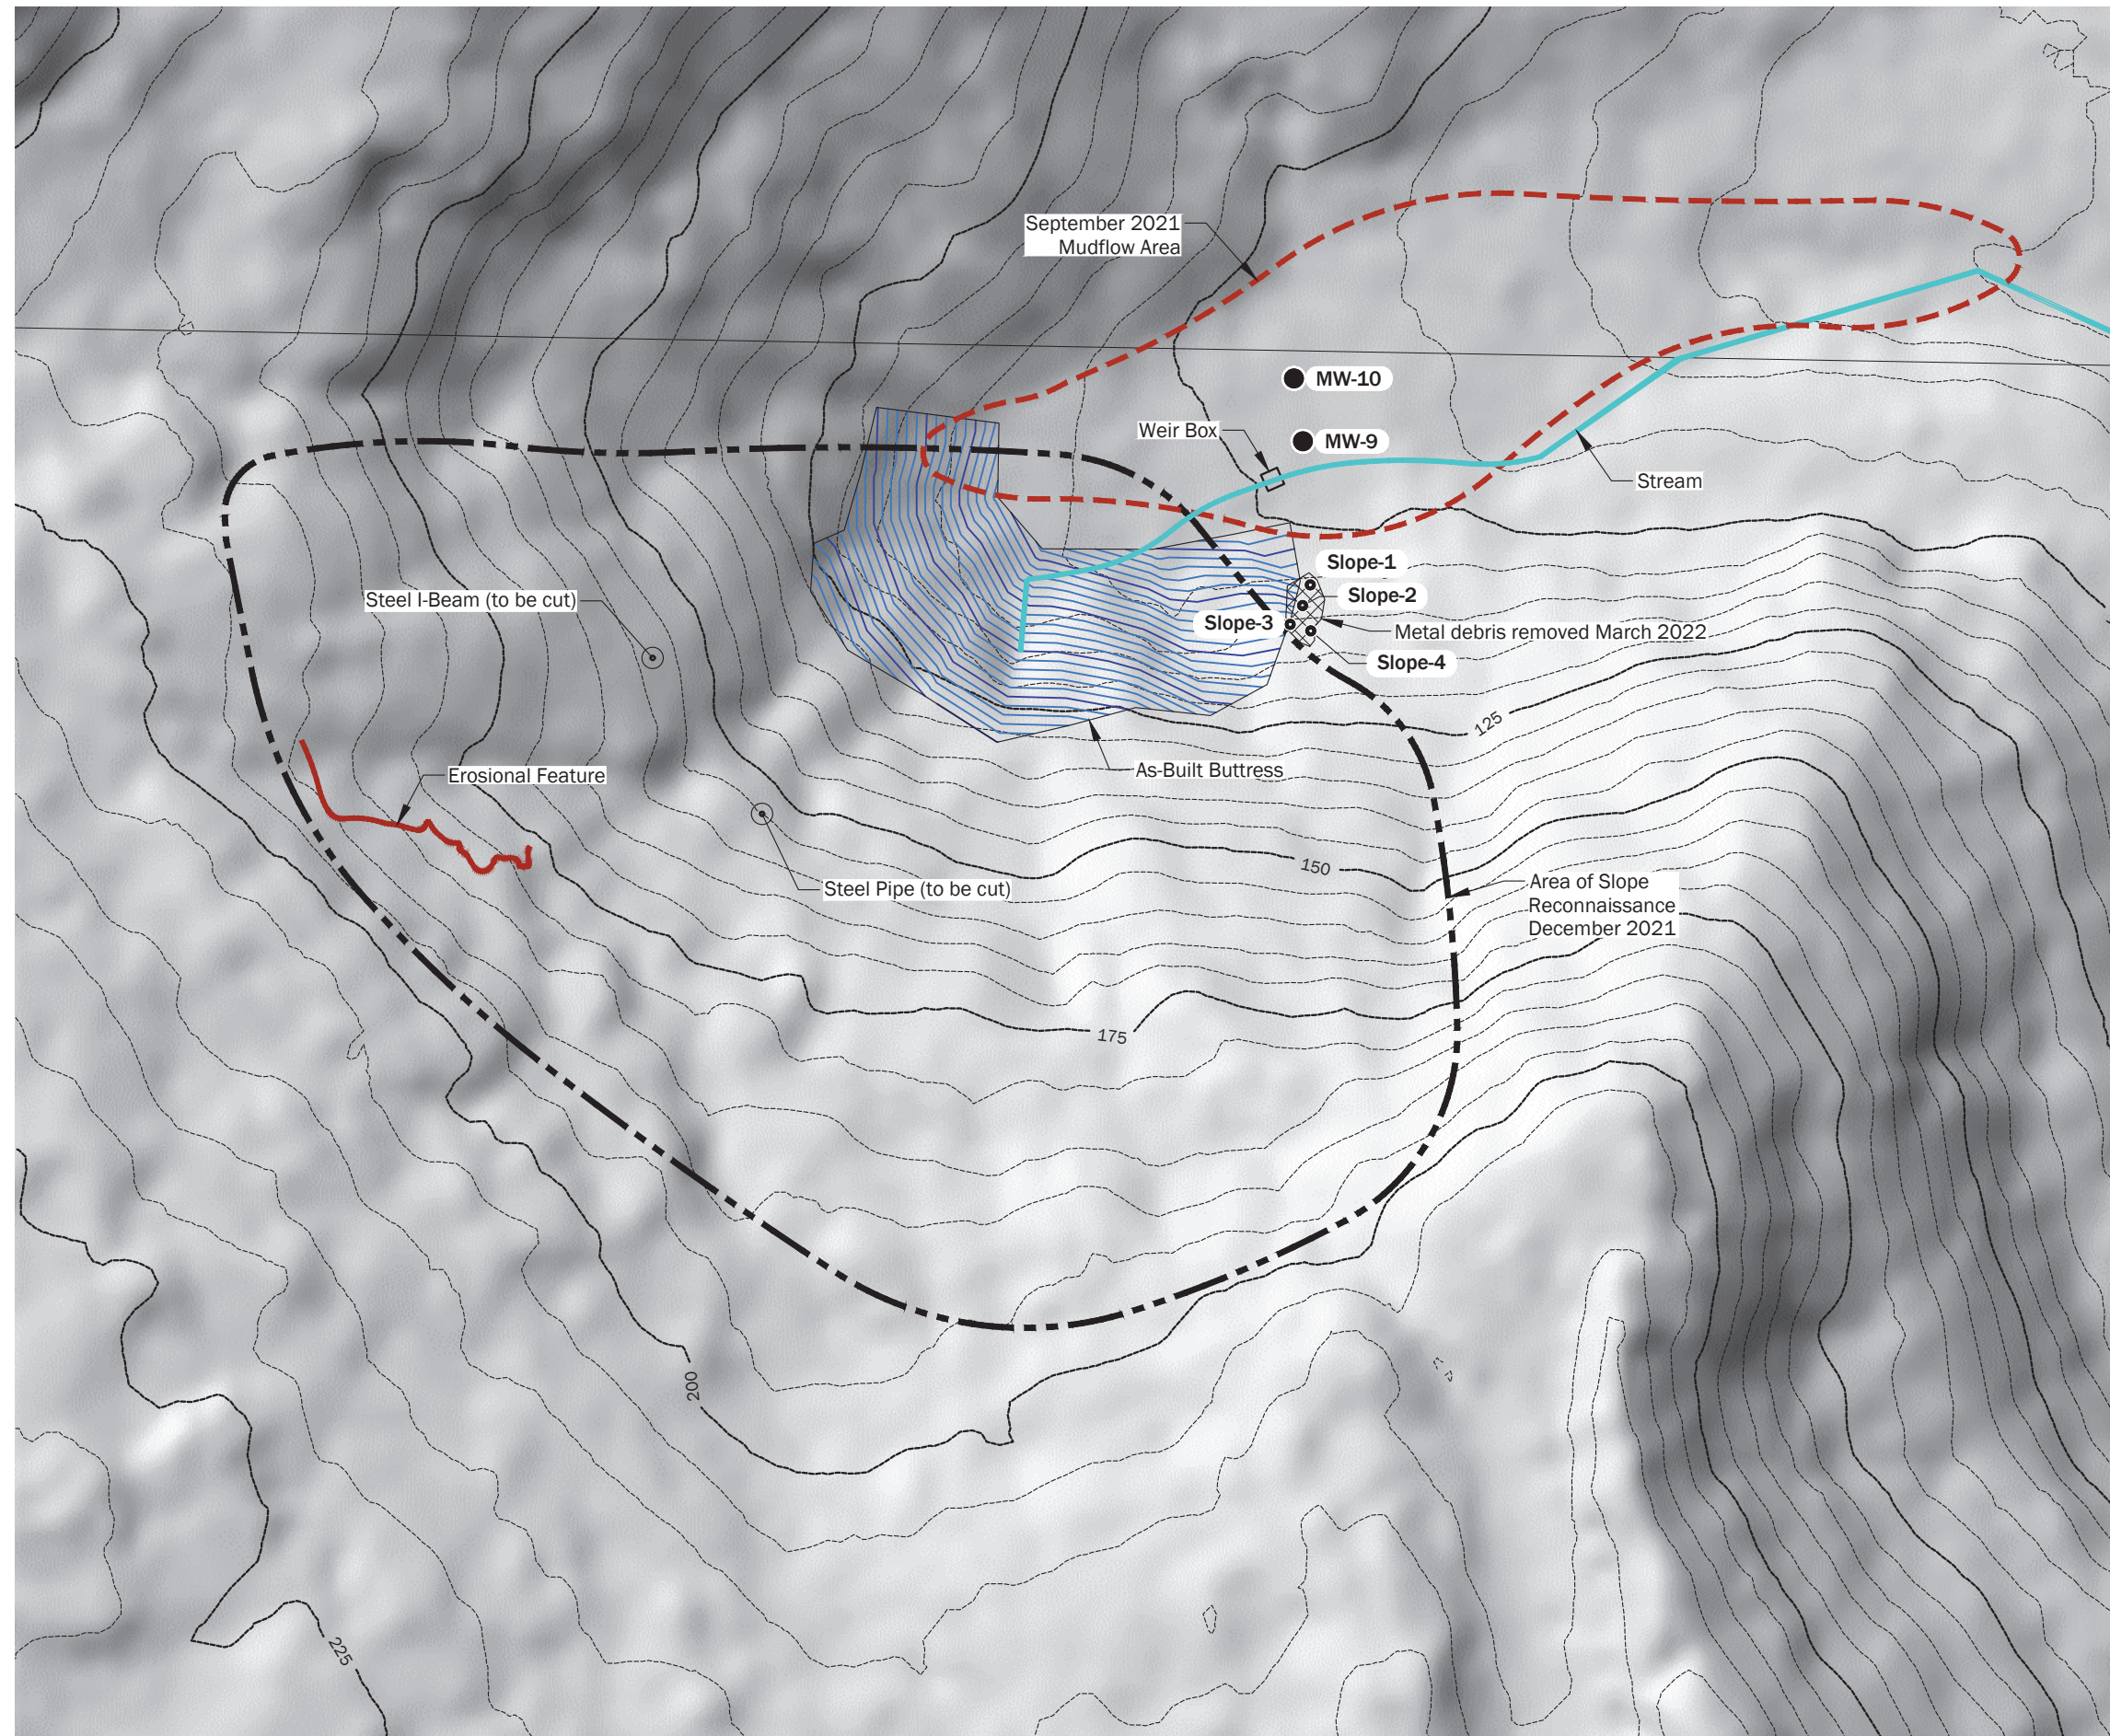 September 2021
Mudflow Area
MW-10
Weir Box
MW-9
Stream
Slope-1
Steel I-Beam (to be cut)
Slope-2
Slope-3
Metal debris removed March 2022
Slope-4
125
As-Built Buttress
Erosional Feature
150
Steel Pipe (to be cut)
Area of Slope
Reconnaissance
December 2021
175
200
225